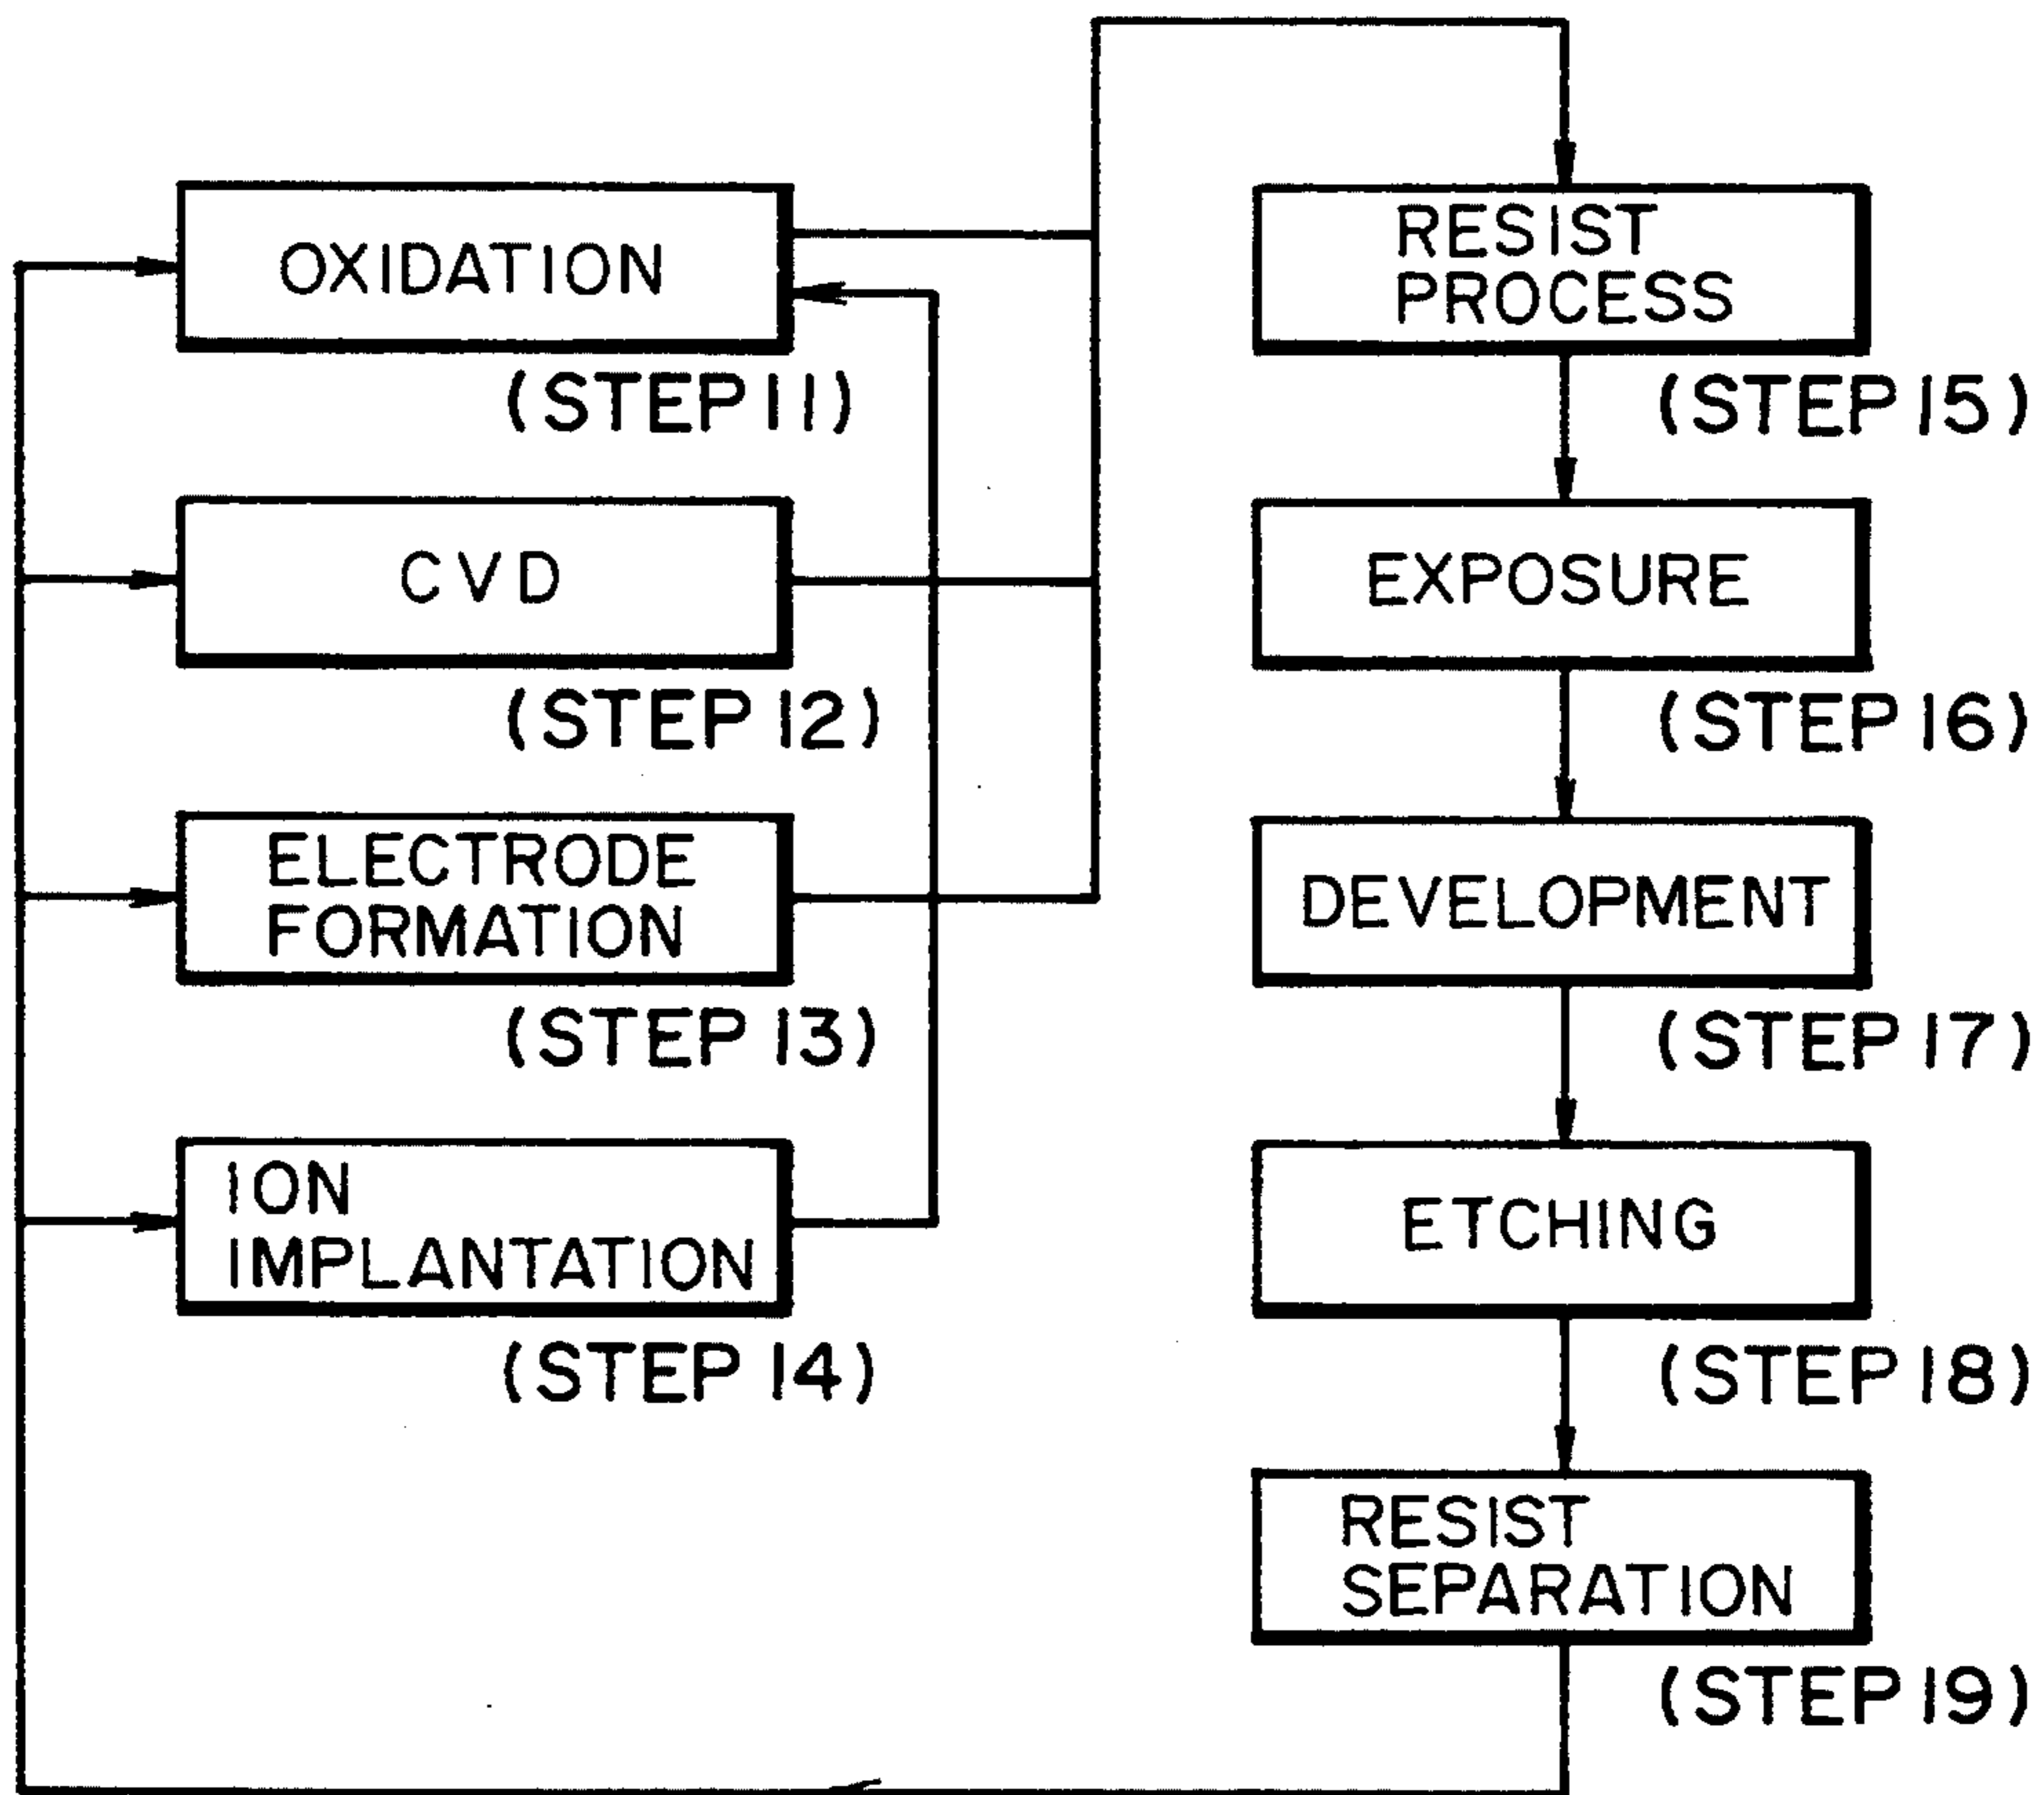 OXIDATION
(STEP 11)
CVD
(STEP 12)
ELECTRODE
FORMATION
(STEP 13)
ION
IMPLANTATION
(STEP 14)
RESIST
PROCESS
(STEP 15)
EXPOSURE
(STEP 16)
DEVELOPMENT
(STEP 17)
ETCHING
(STEP 18)
RESIST
SEPARATION
(STEP 19)